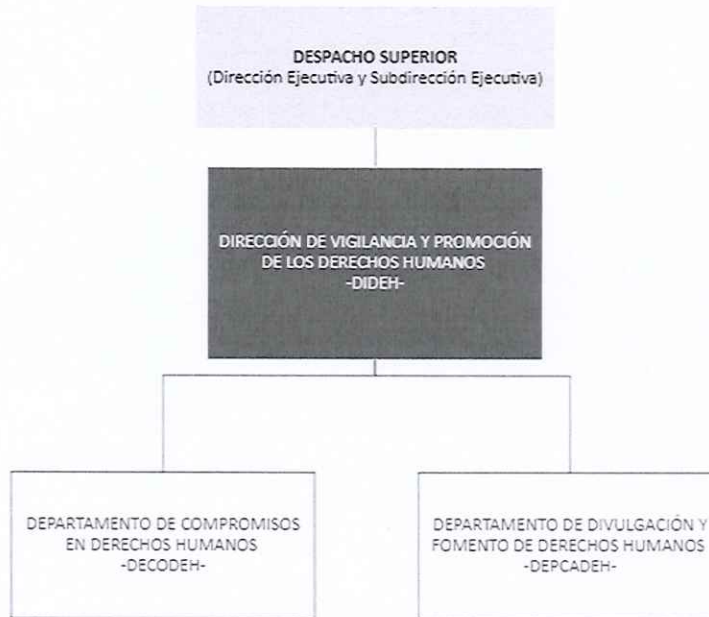 DESPACHO SUPERIOR
(Dirección Ejecutiva y Subdirección Ejecutiva)
DIRECCIÓN DE VIGILANCIA Y PROMOCIÓN
DE LOS DERECHOS HUMANOS
-DIDEH-
DEPARTAMENTO DE COMPROMISOS
EN DERECHOS HUMANOS
-DECODEH-
DEPARTAMENTO DE DIVULGACIÓN Y
FOMENTO DE DERECHOS HUMANOS
-DEPCADEH-